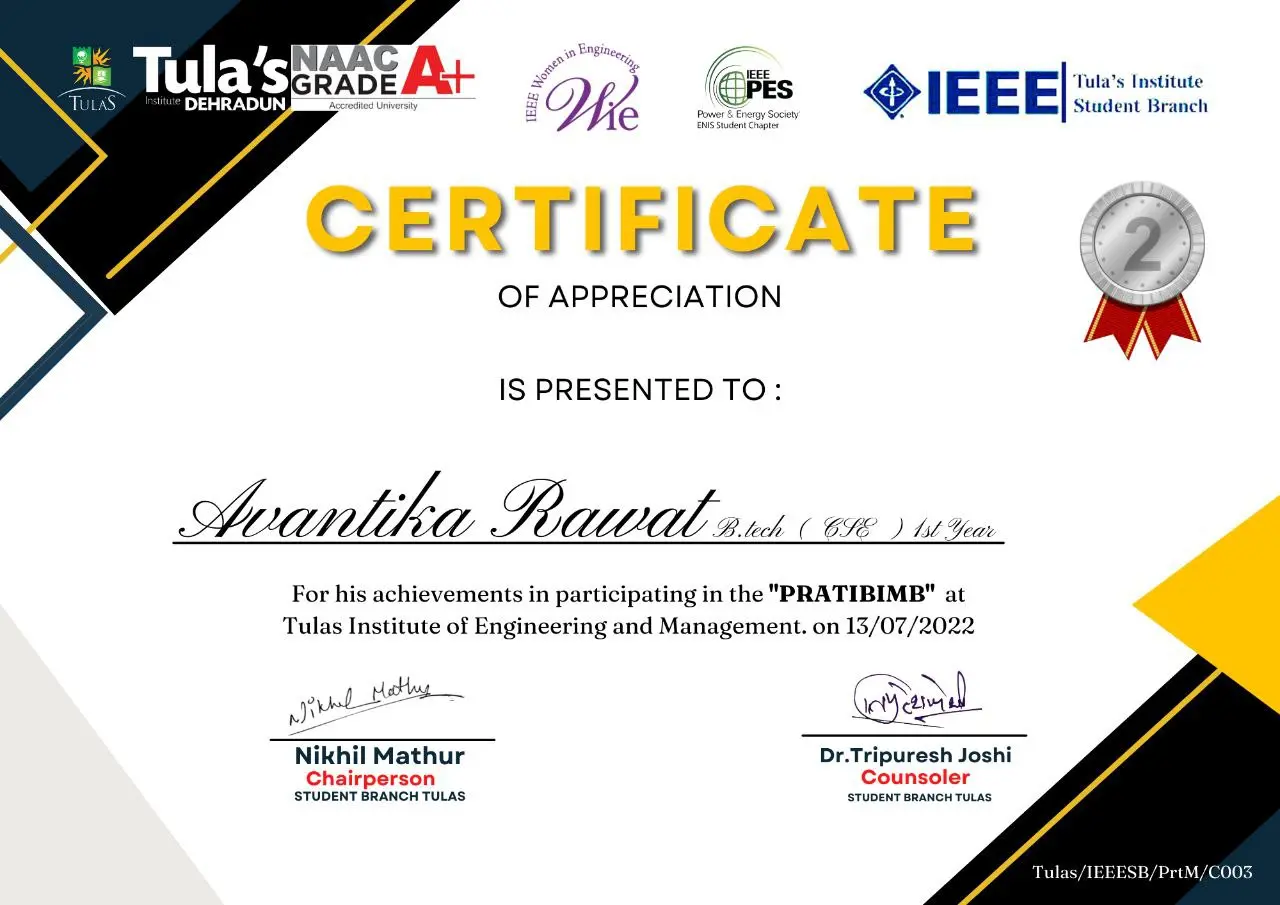 TULA'S
Tula's
Institute DEHRADUN
NAAC
GRADE A+
Accredited University
IEEE Women in Engineering
Wie
IEEE
PES
Power & Energy Society
ENIS Student Chapter
IEEE
Tula's Institute
Student Branch
CERTIFICATE
2
OF APPRECIATION
IS PRESENTED TO :
Avantika Rawat B.tech ( CSE ) 1st Year
For his achievements in participating in the "PRATIBIMB" at
Tulas Institute of Engineering and Management. on 13/07/2022
Nikhil Mathur
Nikhil Mathur
Chairperson
STUDENT BRANCH TULAS
Dr.Tripuresh Joshi
Counsoler
STUDENT BRANCH TULAS
Tulas/IEEESB/PrtM/C003